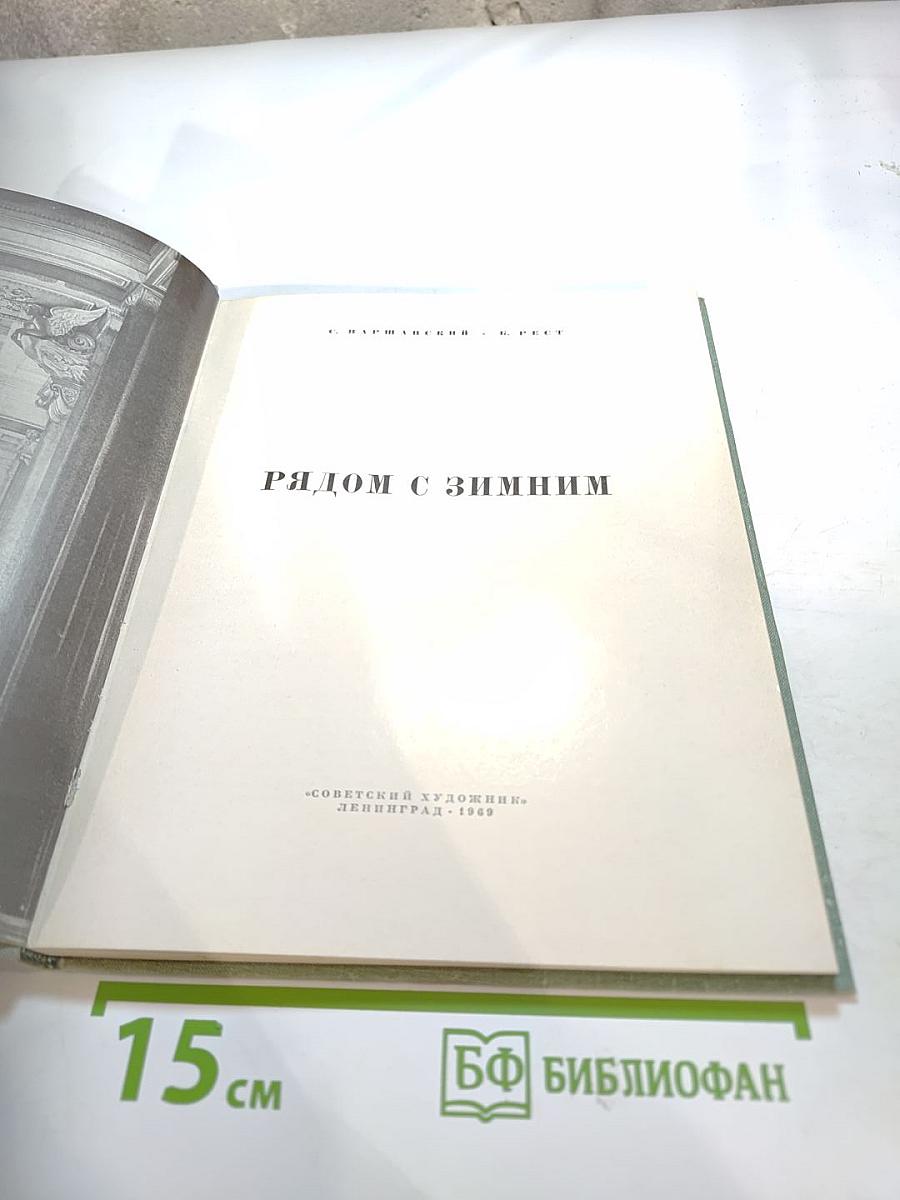 С. ВАРШАВСКИЙ · Б. РЕСТ
РЯДОМ С ЗИМНИМ
«СОВЕТСКИЙ ХУДОЖНИК»
ЛЕНИНГРАД · 1969
15 см
БФ БИБЛИОФАН